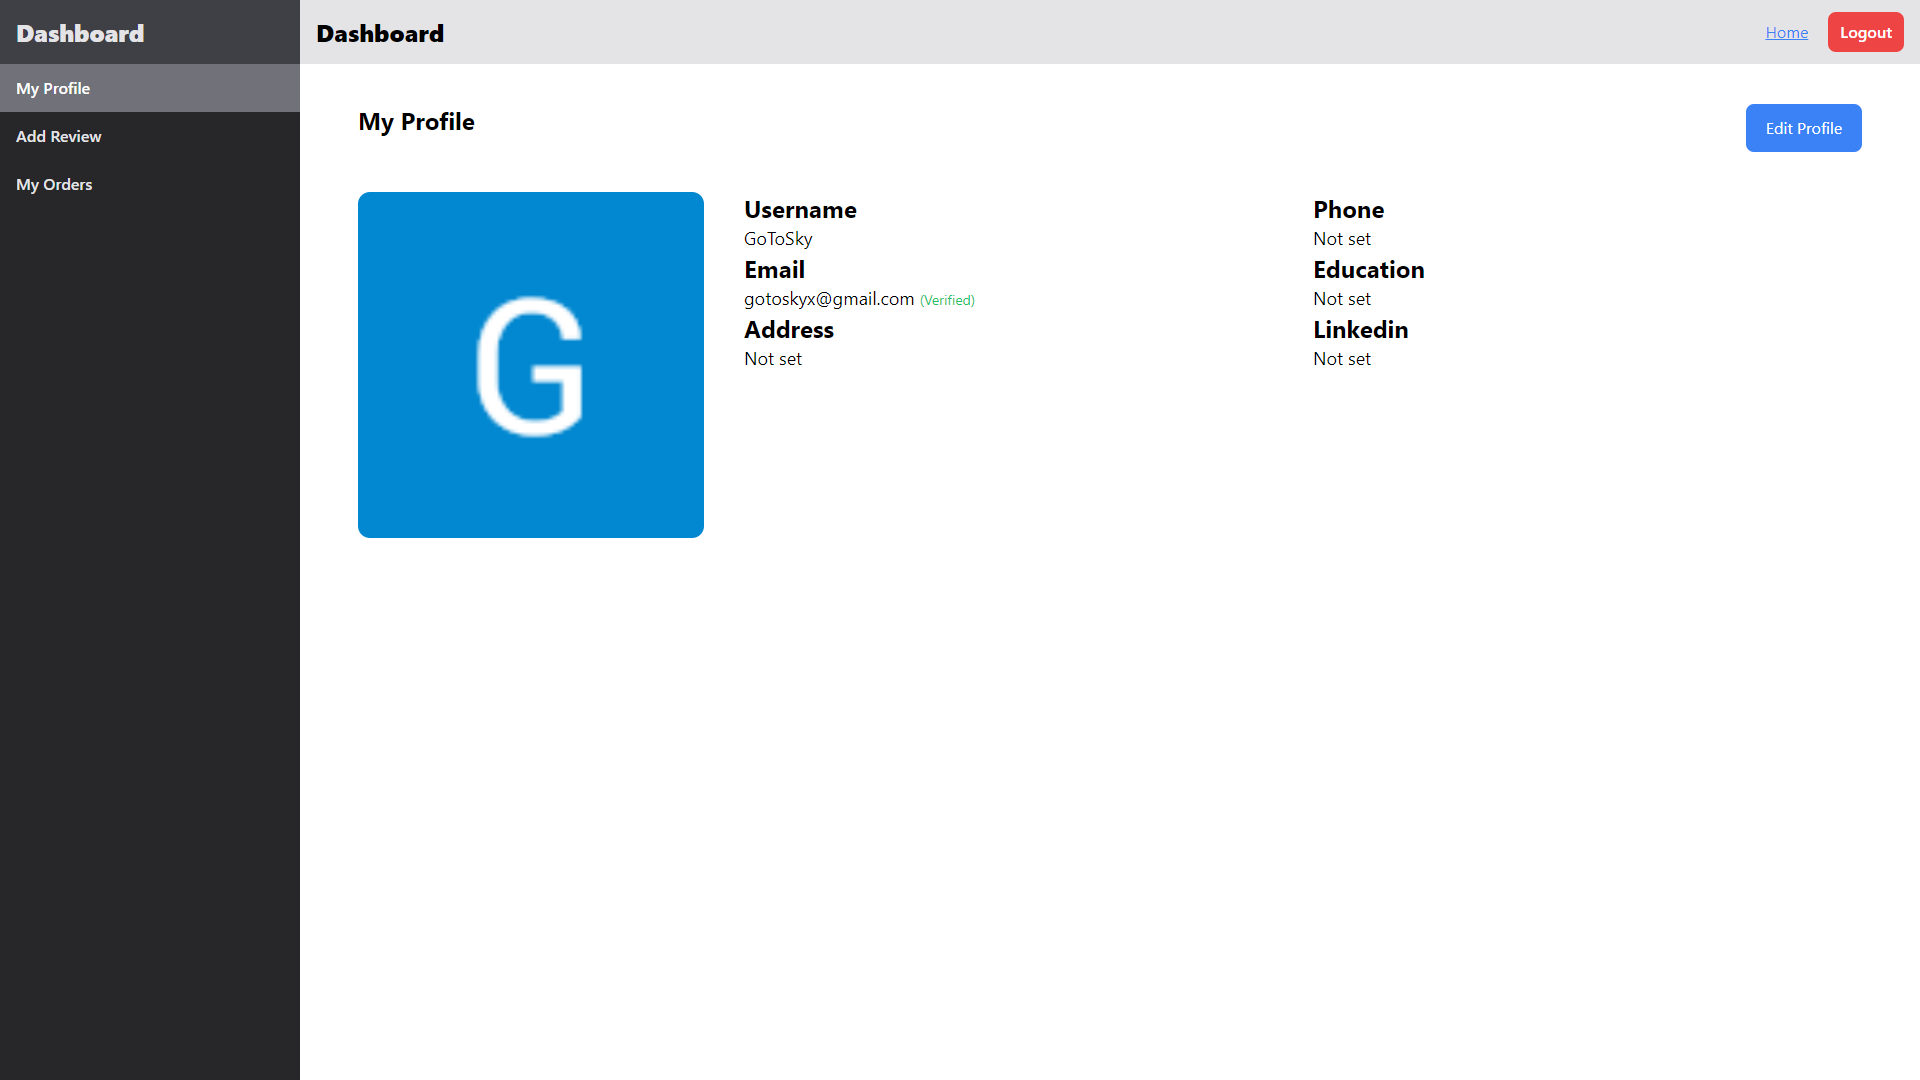 Dashboard
My Profile
Add Review
My Orders
Dashboard
Home
Logout
My Profile
Edit Profile
G
Username
GoToSky
Email
gotoskyx@gmail.com (Verified)
Address
Not set
Phone
Not set
Education
Not set
Linkedin
Not set